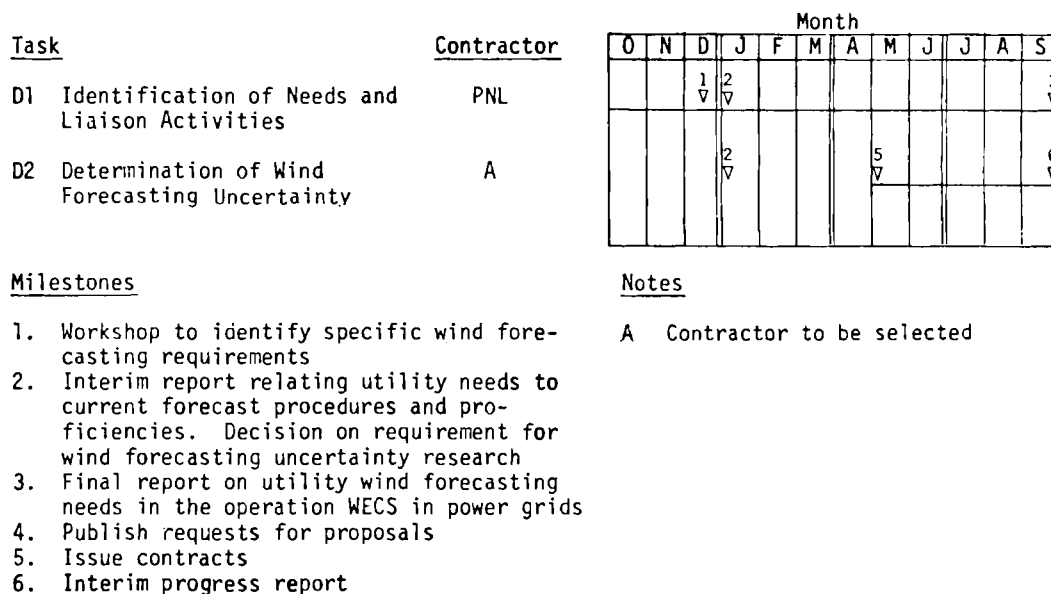 Month
Task Contractor O N D J F M A M J J A S
D1 Identification of Needs and PNL 1 2
Liaison Activities
D2 Determination of Wind A 2 5
Forecasting Uncertainty
Milestones Notes
1. Workshop to identify specific wind fore- A Contractor to be selected
casting requirements
2. Interim report relating utility needs to
current forecast procedures and pro-
ficiencies. Decision on requirement for
wind forecasting uncertainty research
3. Final report on utility wind forecasting
needs in the operation WECS in power grids
4. Publish requests for proposals
5. Issue contracts
6. Interim progress report